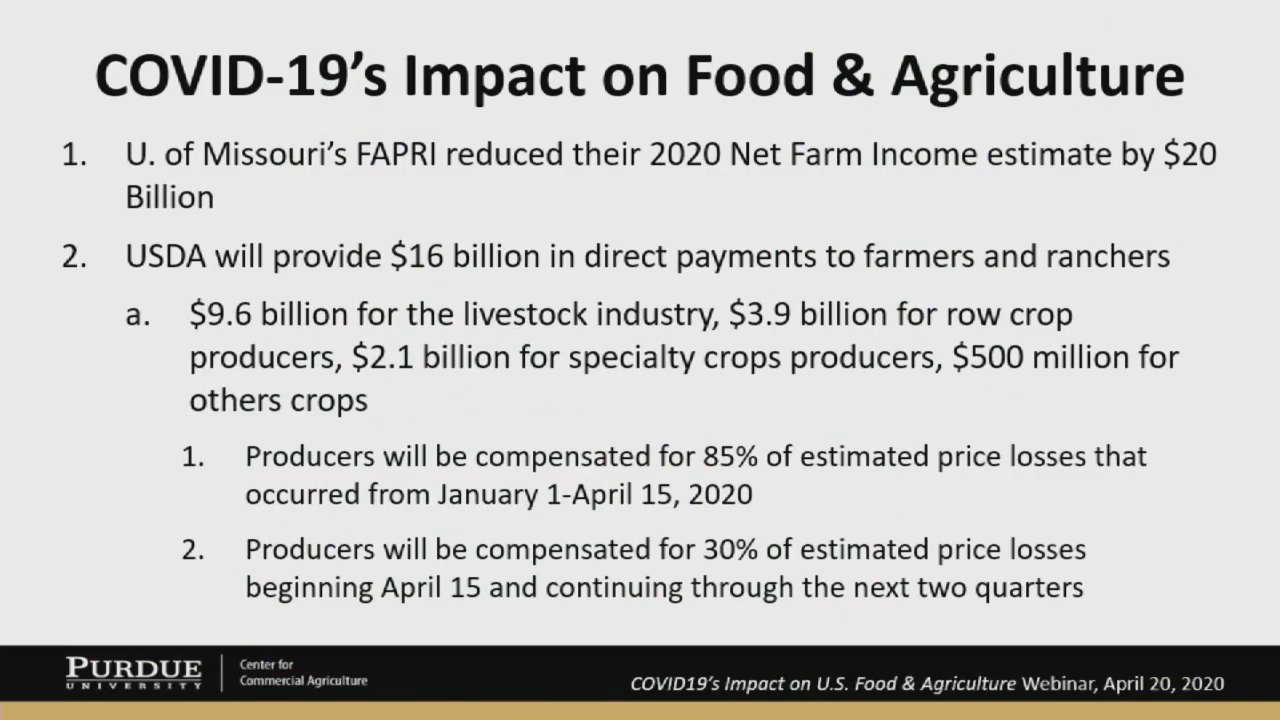 COVID-19’s Impact on Food & Agriculture
1. U. of Missouri’s FAPRI reduced their 2020 Net Farm Income estimate by $20
Billion
2. USDA will provide $16 billion in direct payments to farmers and ranchers
a. $9.6 billion for the livestock industry, $3.9 billion for row crop
producers, $2.1 billion for specialty crops producers, $500 million for
others crops
1. Producers will be compensated for 85% of estimated price losses that
occurred from January 1-April 15, 2020
2. Producers will be compensated for 30% of estimated price losses
beginning April 15 and continuing through the next two quarters
PURDUE
UNIVERSITY
Center for
Commercial Agriculture
COVID19’s Impact on U.S. Food & Agriculture Webinar, April 20, 2020